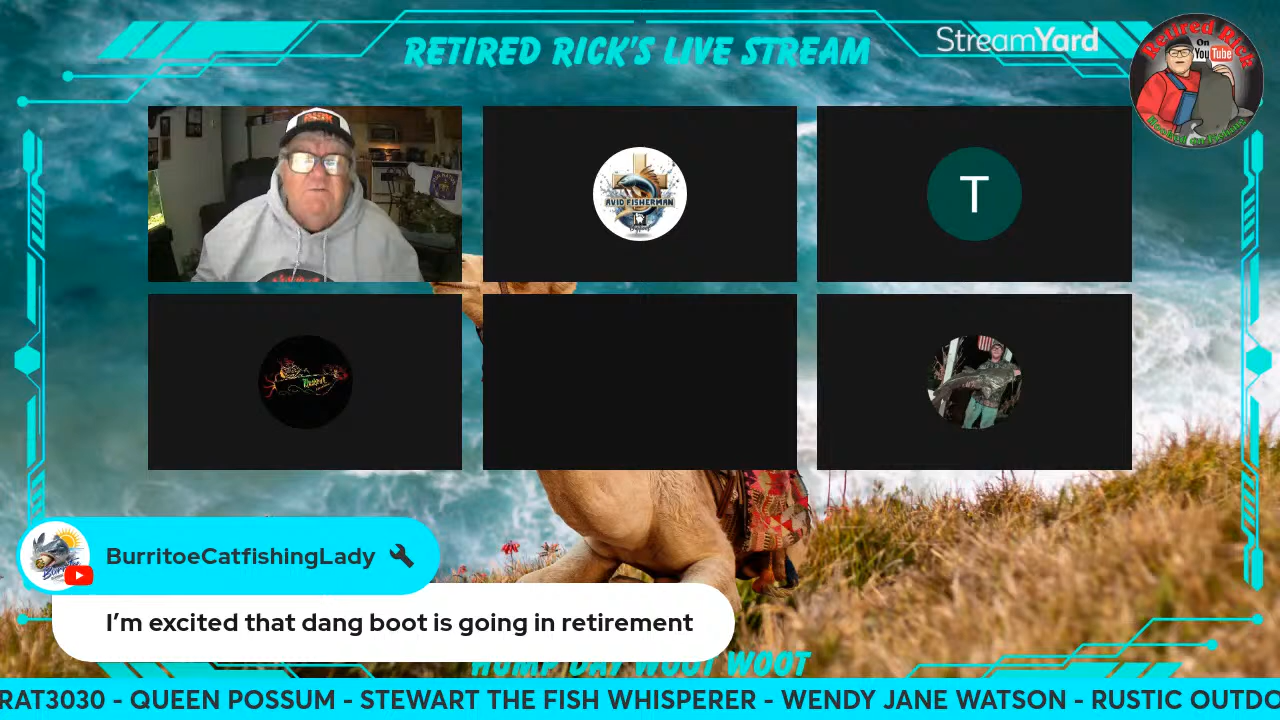 RETIRED RICK'S LIVE STREAM
StreamYard
Retired Rick
On
YouTube
AVID FISHERMAN
T
BurritoeCatfishingLady
I'm excited that dang boot is going in retirement
HUMP DAY WOOT WOOT
RAT3030 - QUEEN POSSUM - STEWART THE FISH WHISPERER - WENDY JANE WATSON - RUSTIC OUTDO